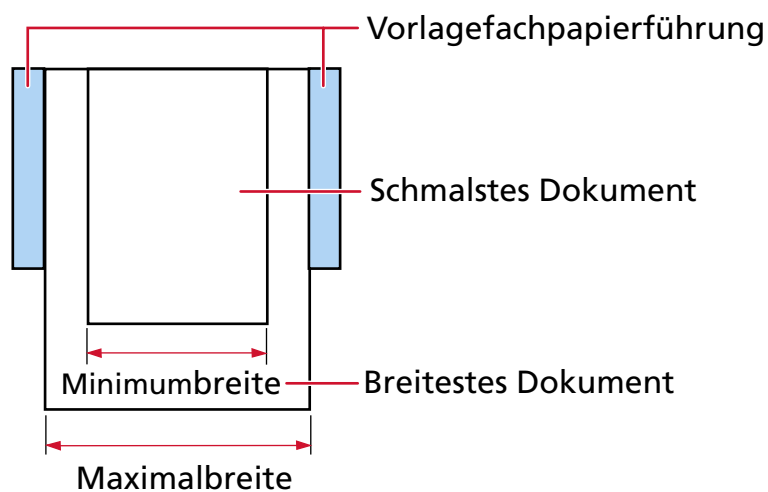 Vorlagefachpapierführung
Schmalstes Dokument
Minimumbreite
Breitestes Dokument
Maximalbreite